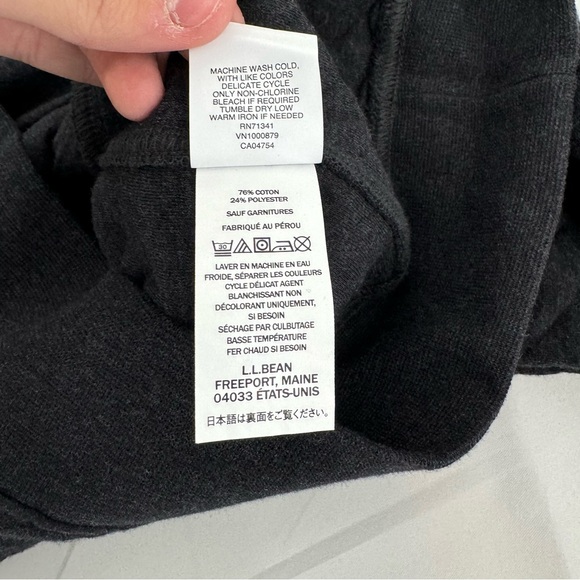 MACHINE WASH COLD,
WITH LIKE COLORS
DELICATE CYCLE
ONLY NON-CHLORINE
BLEACH IF REQUIRED
TUMBLE DRY LOW
WARM IRON IF NEEDED
RN71341
VN1000879
CA04754
76% COTON
24% POLYESTER
SAUF GARNITURES
FABRIQUÉ AU PÉROU
30
LAVER EN MACHINE EN EAU
FROIDE, SÉPARER LES COULEURS
CYCLE DÉLICAT AGENT
BLANCHISSANT NON
DÉCOLORANT UNIQUEMENT,
SI BESOIN
SÉCHAGE PAR CULBUTAGE
BASSE TEMPÉRATURE
FER CHAUD SI BESOIN
L.L.BEAN
FREEPORT, MAINE
04033 ÉTATS-UNIS
日本語は裏面をご覧ください。